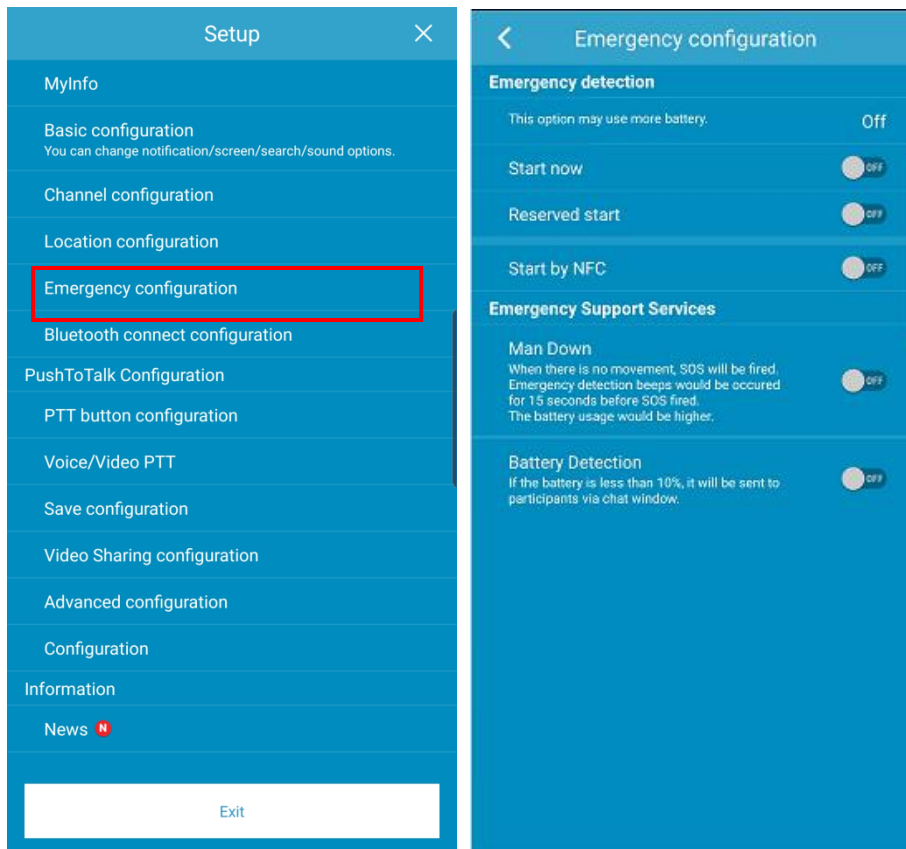 Setup
MyInfo
Basic configuration
You can change notification/screen/search/sound options.
Channel configuration
Location configuration
Emergency configuration
Bluetooth connect configuration
PushToTalk Configuration
PTT button configuration
Voice/Video PTT
Save configuration
Video Sharing configuration
Advanced configuration
Configuration
Information
News N
Exit
Emergency configuration
Emergency detection
This option may use more battery. Off
Start now OFF
Reserved start OFF
Start by NFC OFF
Emergency Support Services
Man Down
When there is no movement, SOS will be fired.
Emergency detection beeps would be occured
for 15 seconds before SOS fired.
The battery usage would be higher.
OFF
Battery Detection
If the battery is less than 10%, it will be sent to
participants via chat window.
OFF